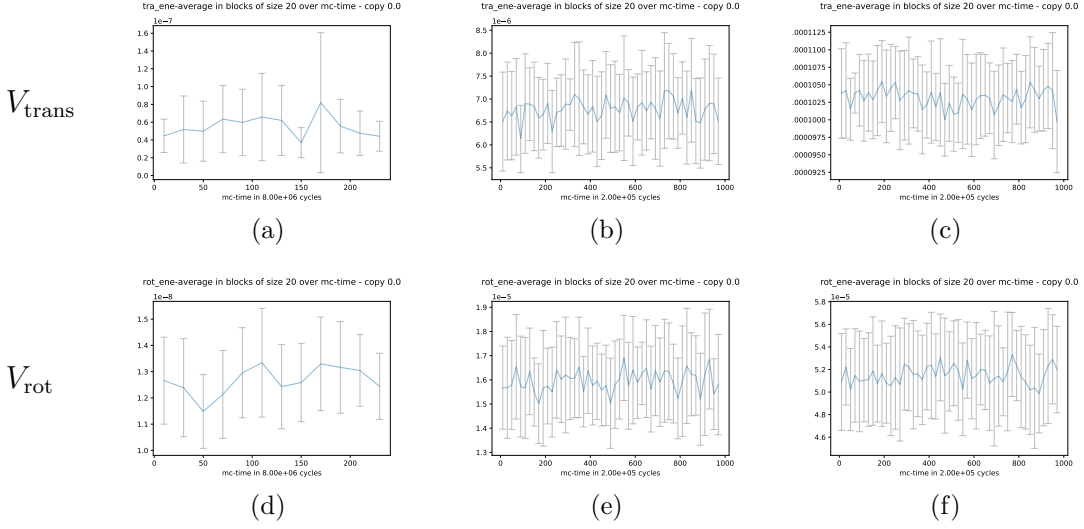 tra_ene-average in blocks of size 20 over mc-time - copy 0.0
1e−7
1.6
1.4
1.2
1.0
0.8
0.6
0.4
0.2
0.0
0 50 100 150 200
mc-time in 8.00e+06 cycles
(a)
tra_ene-average in blocks of size 20 over mc-time - copy 0.0
1e−6
8.5
8.0
7.5
7.0
6.5
6.0
5.5
0 200 400 600 800 1000
mc-time in 2.00e+05 cycles
(b)
tra_ene-average in blocks of size 20 over mc-time - copy 0.0
.0001125
.0001100
.0001075
.0001050
.0001025
.0001000
.0000975
.0000950
.0000925
0 200 400 600 800 1000
mc-time in 2.00e+05 cycles
(c)
V_trans
rot_ene-average in blocks of size 20 over mc-time - copy 0.0
1e−8
1.5
1.4
1.3
1.2
1.1
1.0
0 50 100 150 200
mc-time in 8.00e+06 cycles
(d)
rot_ene-average in blocks of size 20 over mc-time - copy 0.0
1e−5
1.9
1.8
1.7
1.6
1.5
1.4
1.3
0 200 400 600 800 1000
mc-time in 2.00e+05 cycles
(e)
rot_ene-average in blocks of size 20 over mc-time - copy 0.0
1e−5
5.8
5.6
5.4
5.2
5.0
4.8
4.6
0 200 400 600 800 1000
mc-time in 2.00e+05 cycles
(f)
V_rot